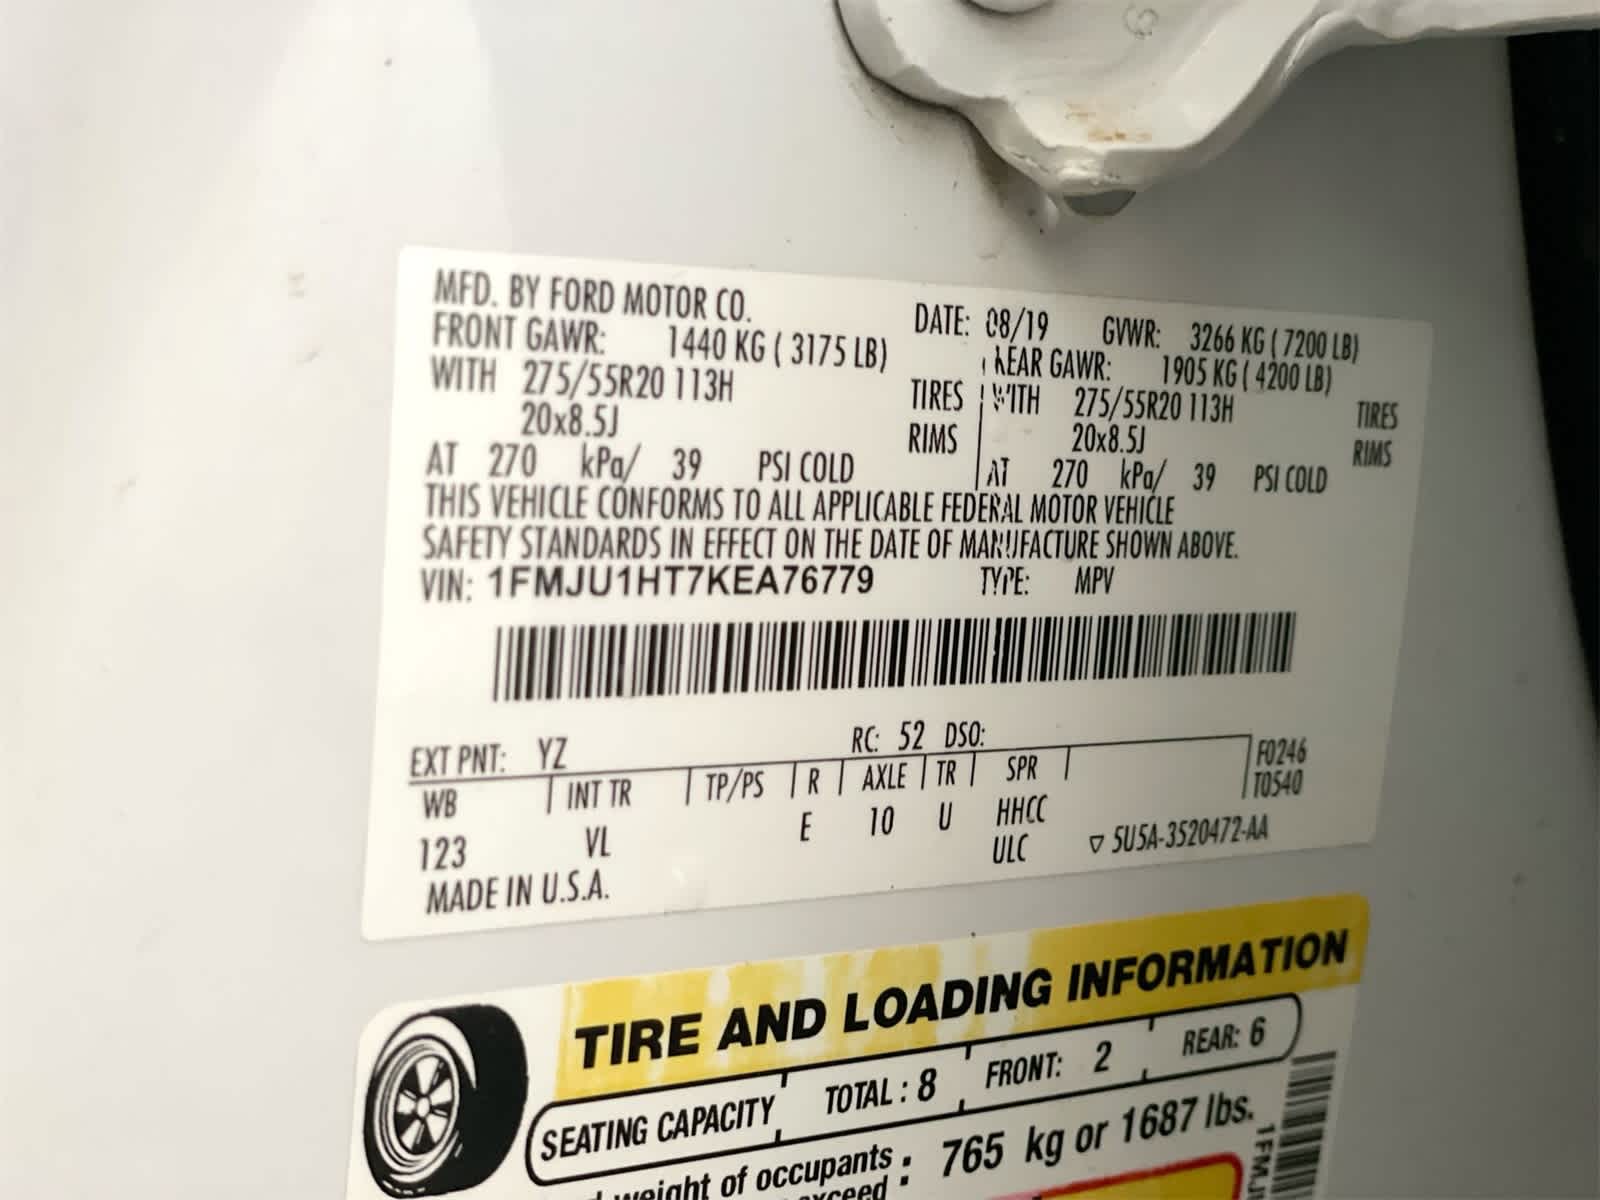 MFD. BY FORD MOTOR CO. DATE: 08/19 GVWR: 3266 KG ( 7200 LB)
FRONT GAWR: 1440 KG ( 3175 LB) REAR GAWR: 1905 KG ( 4200 LB)
WITH 275/55R20 113H TIRES WITH 275/55R20 113H TIRES
20x8.5J RIMS 20x8.5J RIMS
AT 270 kPa/ 39 PSI COLD AT 270 kPa/ 39 PSI COLD
THIS VEHICLE CONFORMS TO ALL APPLICABLE FEDERAL MOTOR VEHICLE
SAFETY STANDARDS IN EFFECT ON THE DATE OF MANUFACTURE SHOWN ABOVE.
VIN: 1FMJU1HT7KEA76779 TYPE: MPV
EXT PNT: YZ RC: 52 DSO:
WB INT TR TP/PS R AXLE TR SPR F0246
T0540
123 VL E 10 U HHCC
ULC ▽ 5U5A-3520472-AA
MADE IN U.S.A.
TIRE AND LOADING INFORMATION
SEATING CAPACITY TOTAL : 8 FRONT: 2 REAR: 6
weight of occupants : 765 kg or 1687 lbs.
exceed
1FMJ